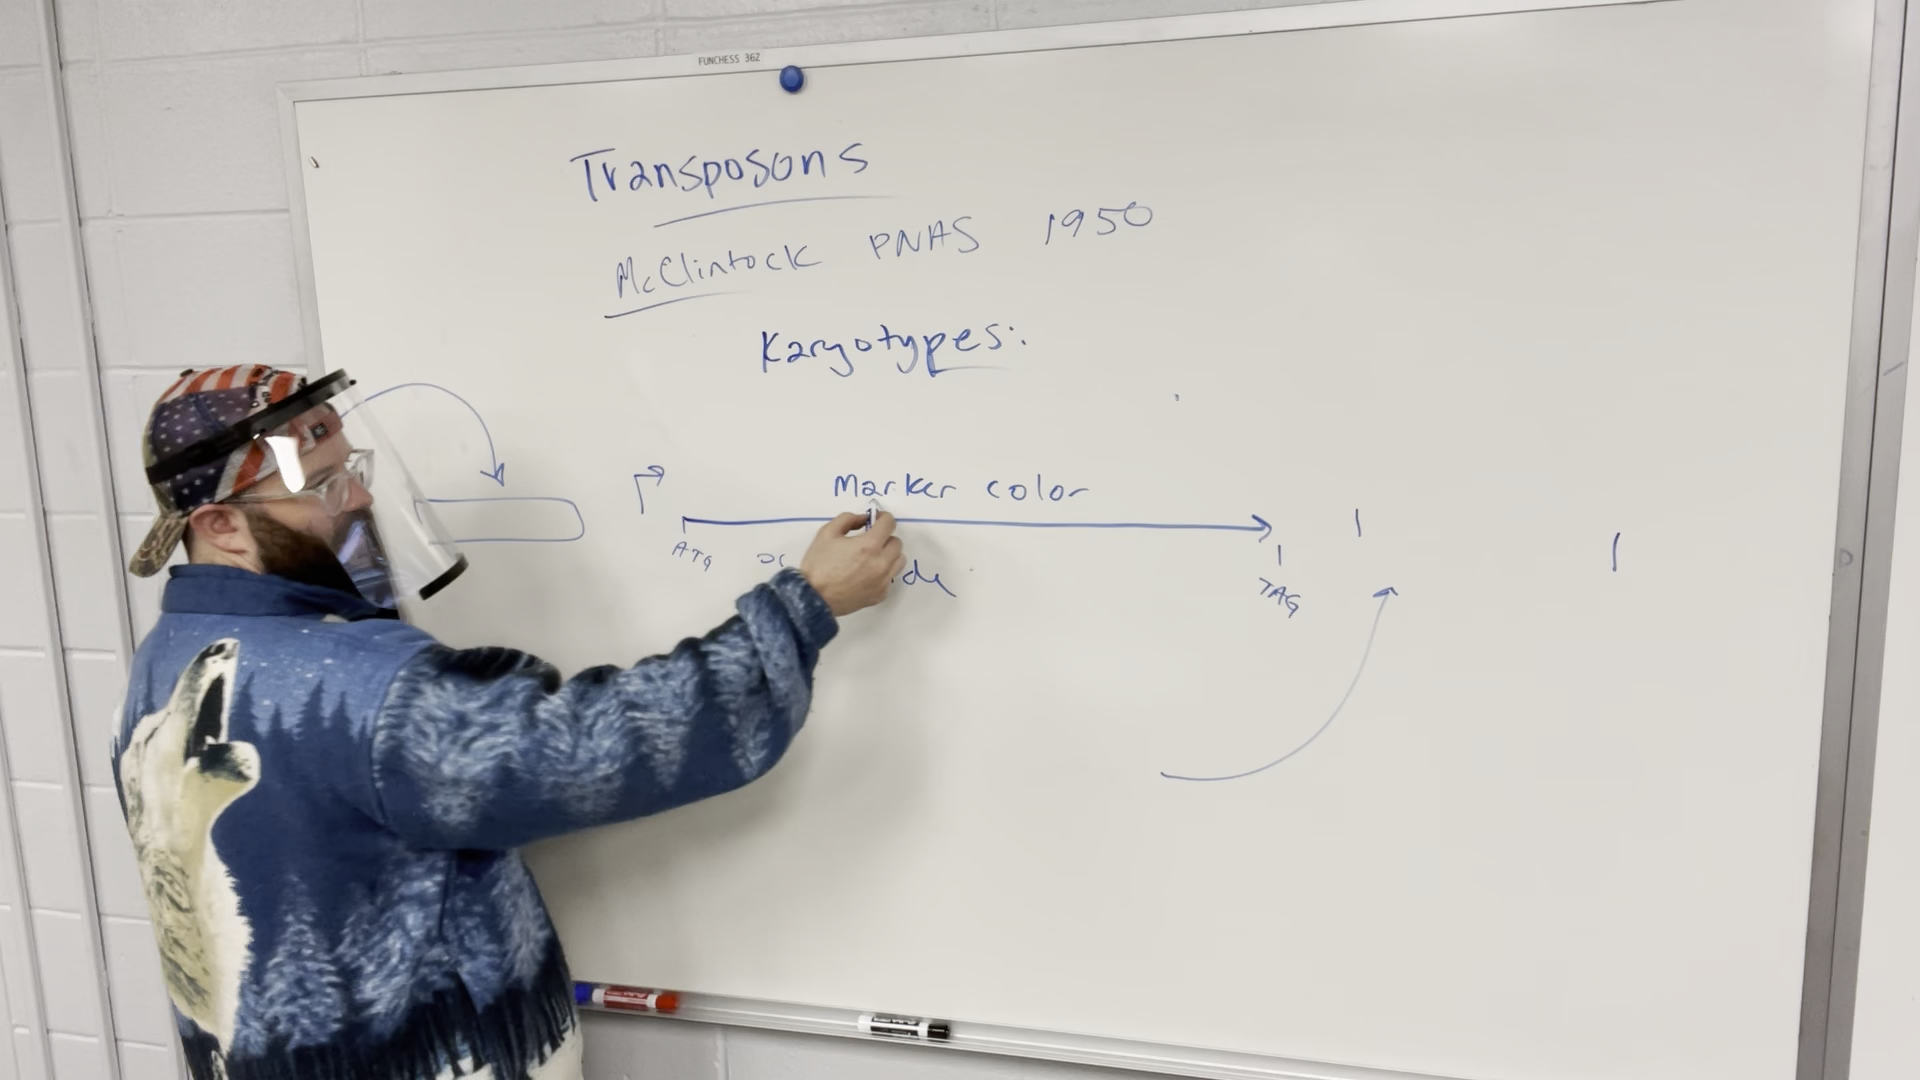 FUNCHESS 362
Transposons
McClintock PNAS 1950
Karyotypes:
Marker color
ATG
TAG